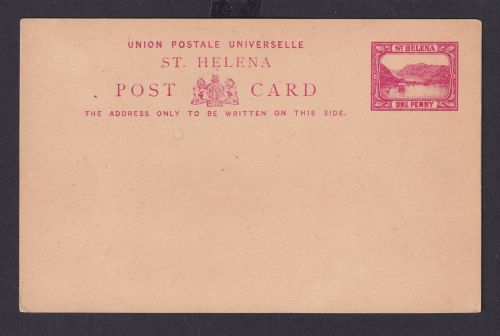 UNION POSTALE UNIVERSELLE
ST. HELENA
POST CARD
THE ADDRESS ONLY TO BE WRITTEN ON THIS SIDE.
ST HELENA
ONE PENNY